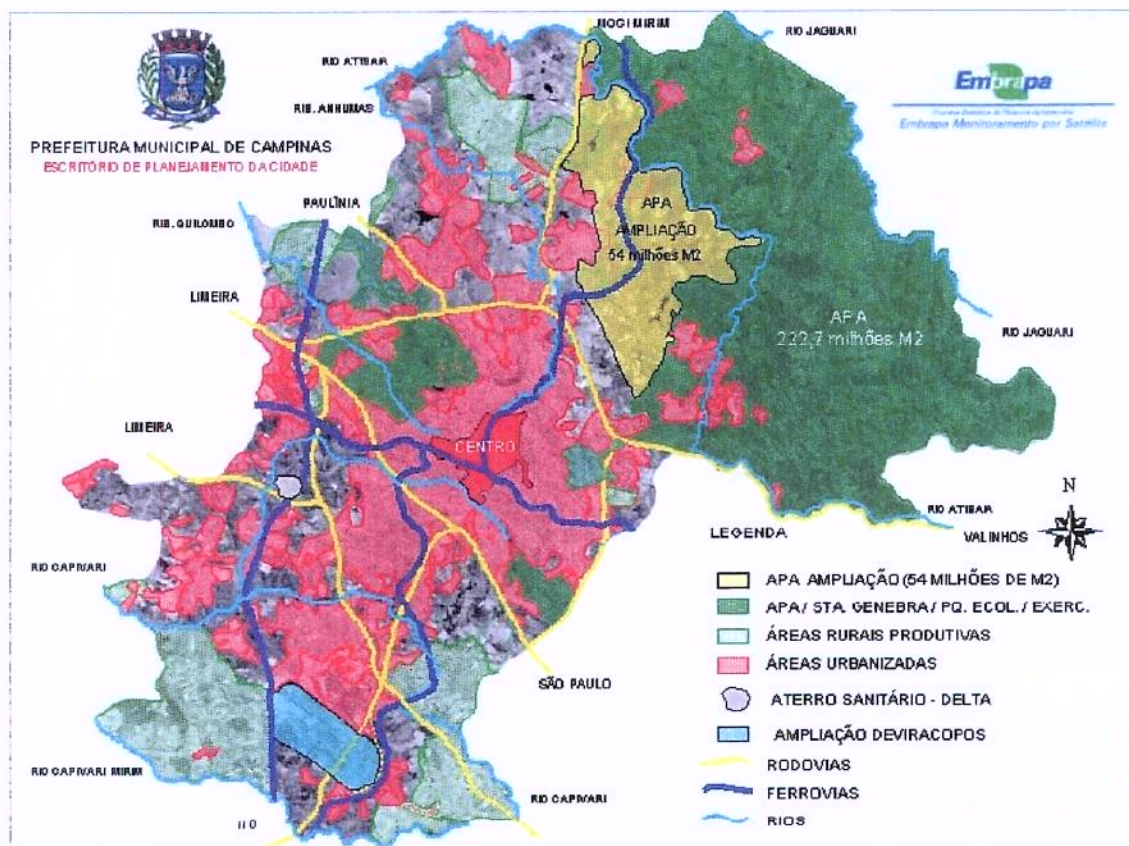 PREFEITURA MUNICIPAL DE CAMPINAS
ESCRITÓRIO DE PLANEJAMENTO DA CIDADE
Embrapa
Embrapa Monitoramento por Satélite
MOGI MIRIM
RIO JAGUARI
RIO ATIBAIA
RIB. ANHUMAS
PAULÍNIA
RIB. QUILOMBO
LIMEIRA
APA
AMPLIAÇÃO
54 milhões M2
APA
222,7 milhões M2
RIO JAGUARI
LIMEIRA
CENTRO
RIO ATIBAIA
VALINHOS
N
RIO CAPIVARI
SÃO PAULO
RIO CAPIVARI MIRIM
RIO CAPIVARI
LEGENDA
APA AMPLIAÇÃO (54 MILHÕES DE M2)
APA / STA. GENEBRA / PQ. ECOL. / EXERC.
ÁREAS RURAIS PRODUTIVAS
ÁREAS URBANIZADAS
ATERRO SANITÁRIO - DELTA
AMPLIAÇÃO DEVIRACOPOS
RODOVIAS
FERROVIAS
RIOS